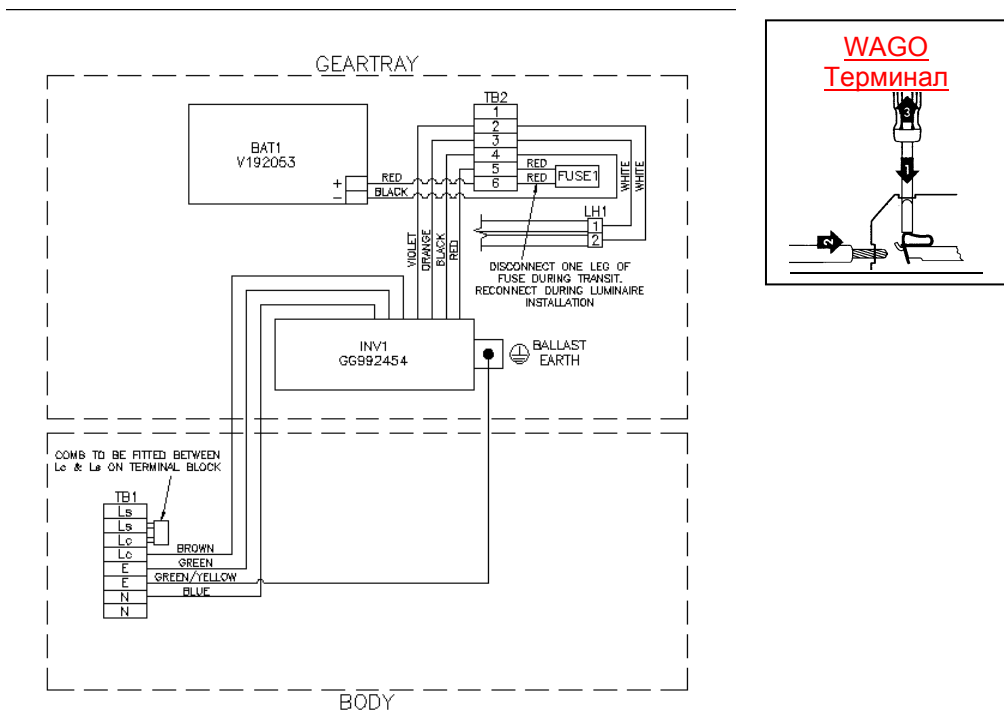 GEARTRAY
WAGO
Терминал
3
1
2
BAT1
V192053
+
−
RED
BLACK
TB2
1
2
3
4
5
6
RED
RED
FUSE1
WHITE
WHITE
LH1
1
2
VIOLET
ORANGE
BLACK
RED
DISCONNECT ONE LEG OF
FUSE DURING TRANSIT.
RECONNECT DURING LUMINAIRE
INSTALLATION
INV1
GG992454
BALLAST
EARTH
COMB TO BE FITTED BETWEEN
Lc & Ls ON TERMINAL BLOCK
TB1
Ls
Ls
Lc
Lc
E
E
N
N
BROWN
GREEN
GREEN/YELLOW
BLUE
BODY